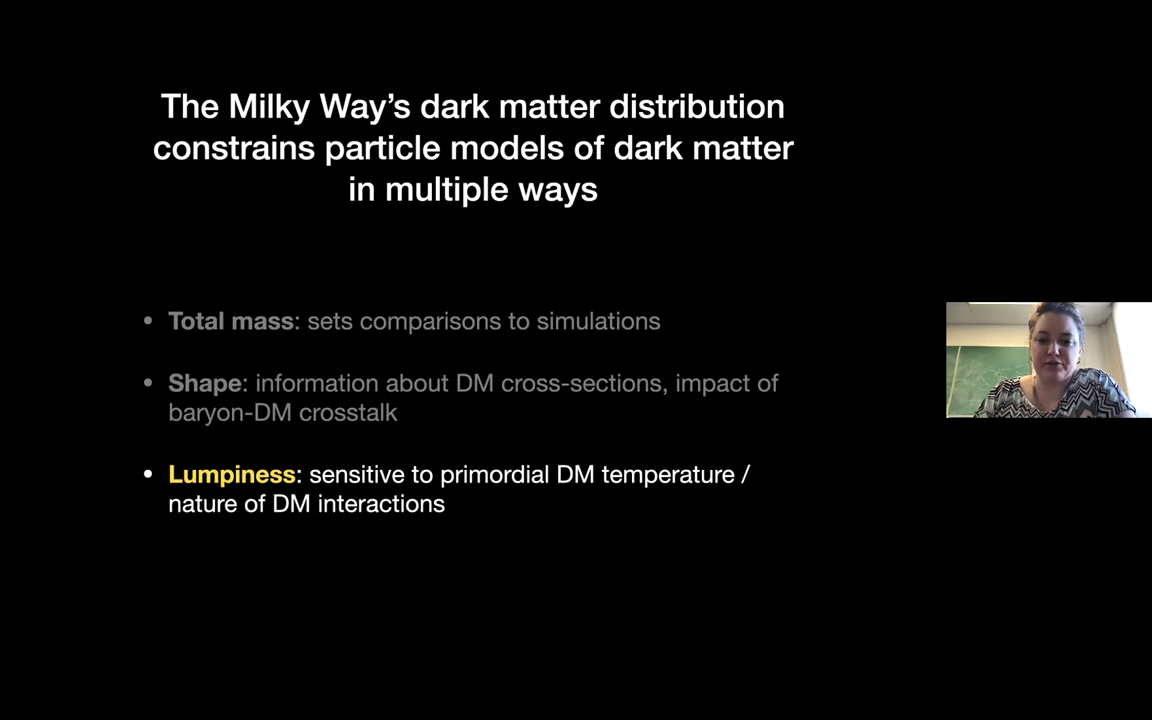 The Milky Way’s dark matter distribution
constrains particle models of dark matter
in multiple ways
• Total mass: sets comparisons to simulations
• Shape: information about DM cross-sections, impact of
baryon-DM crosstalk
• Lumpiness: sensitive to primordial DM temperature /
nature of DM interactions